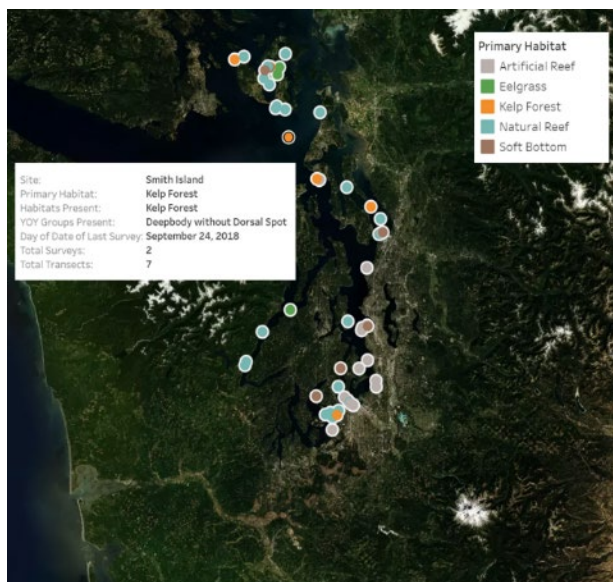 Primary Habitat
Artificial Reef
Eelgrass
Kelp Forest
Natural Reef
Soft Bottom
Site: Smith Island
Primary Habitat: Kelp Forest
Habitats Present: Kelp Forest
YOY Groups Present: Deepbody without Dorsal Spot
Day of Date of Last Survey: September 24, 2018
Total Surveys: 2
Total Transects: 7